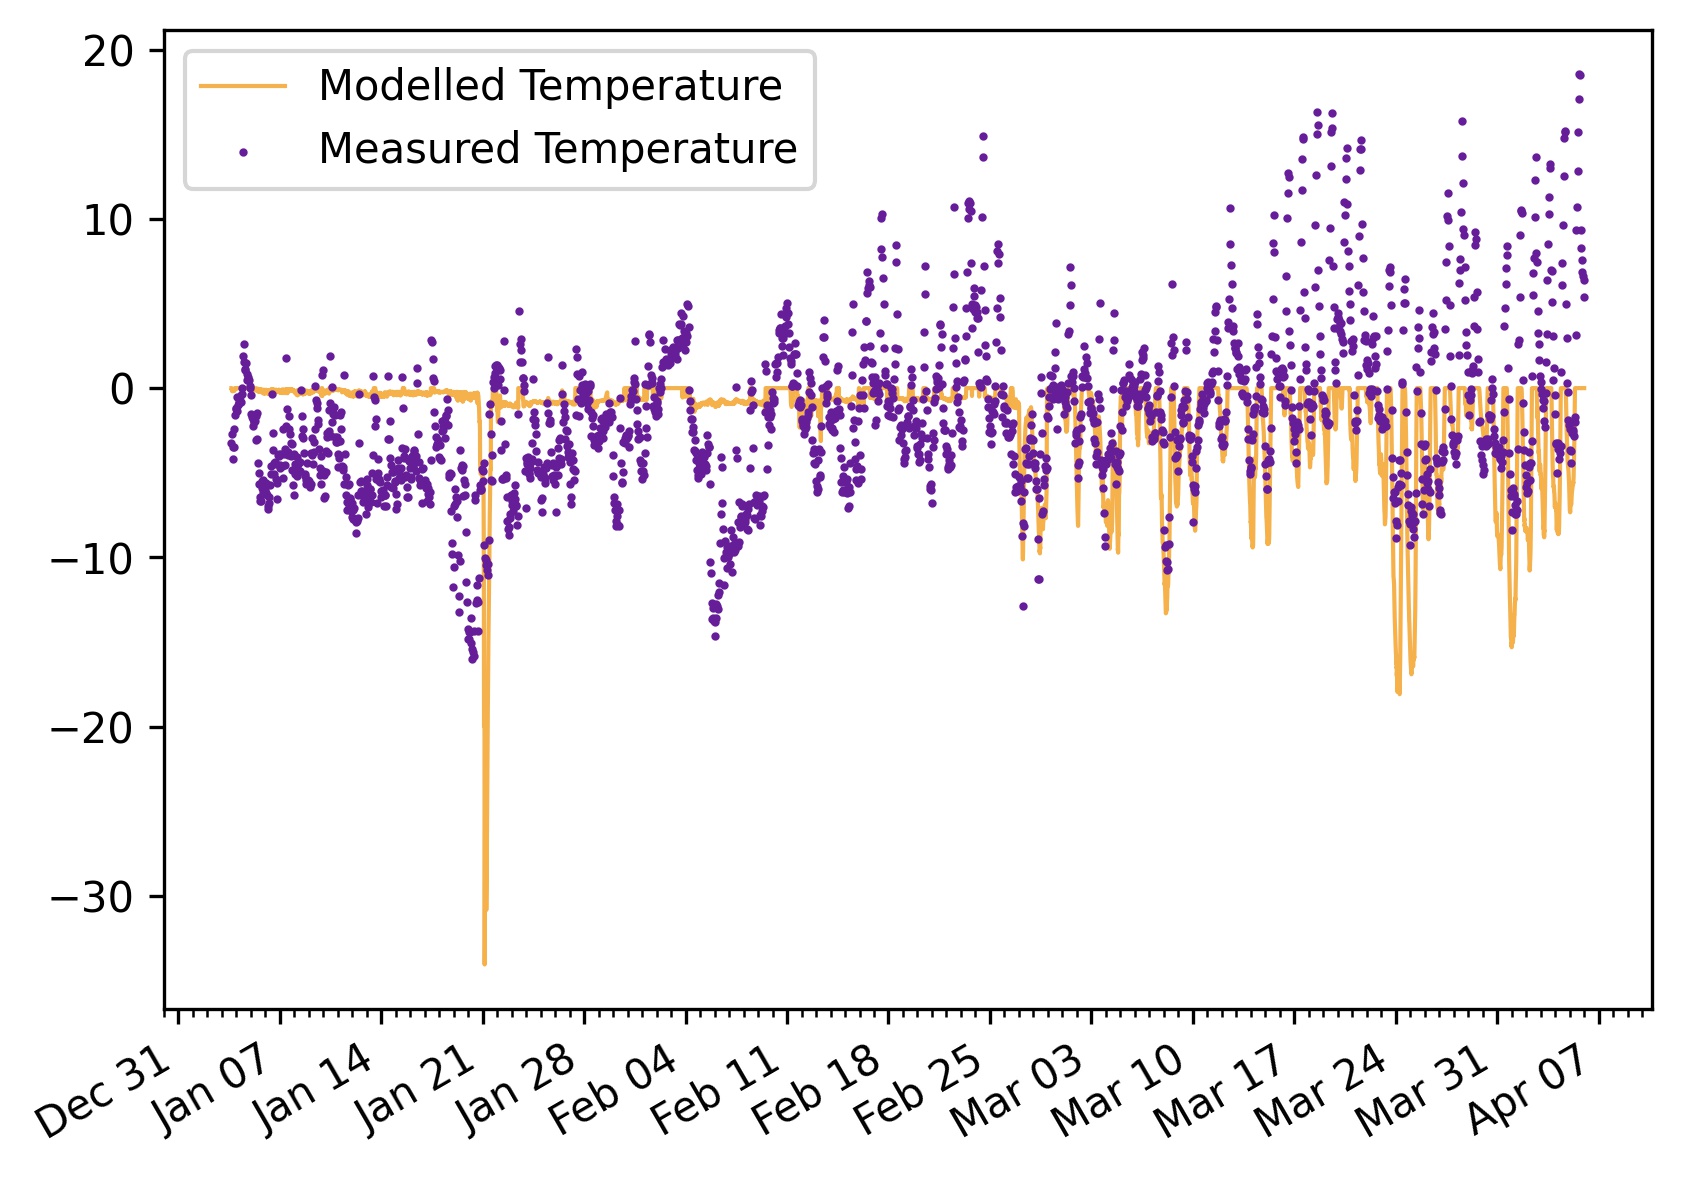 20
10
0
−10
−20
−30
Modelled Temperature
Measured Temperature
Dec 31
Jan 07
Jan 14
Jan 21
Jan 28
Feb 04
Feb 11
Feb 18
Feb 25
Mar 03
Mar 10
Mar 17
Mar 24
Mar 31
Apr 07